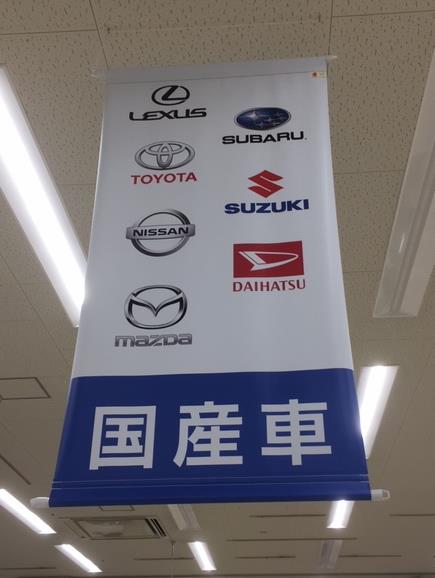 LEXUS
SUBARU
TOYOTA
SUZUKI
NISSAN
DAIHATSU
mazda
国産車